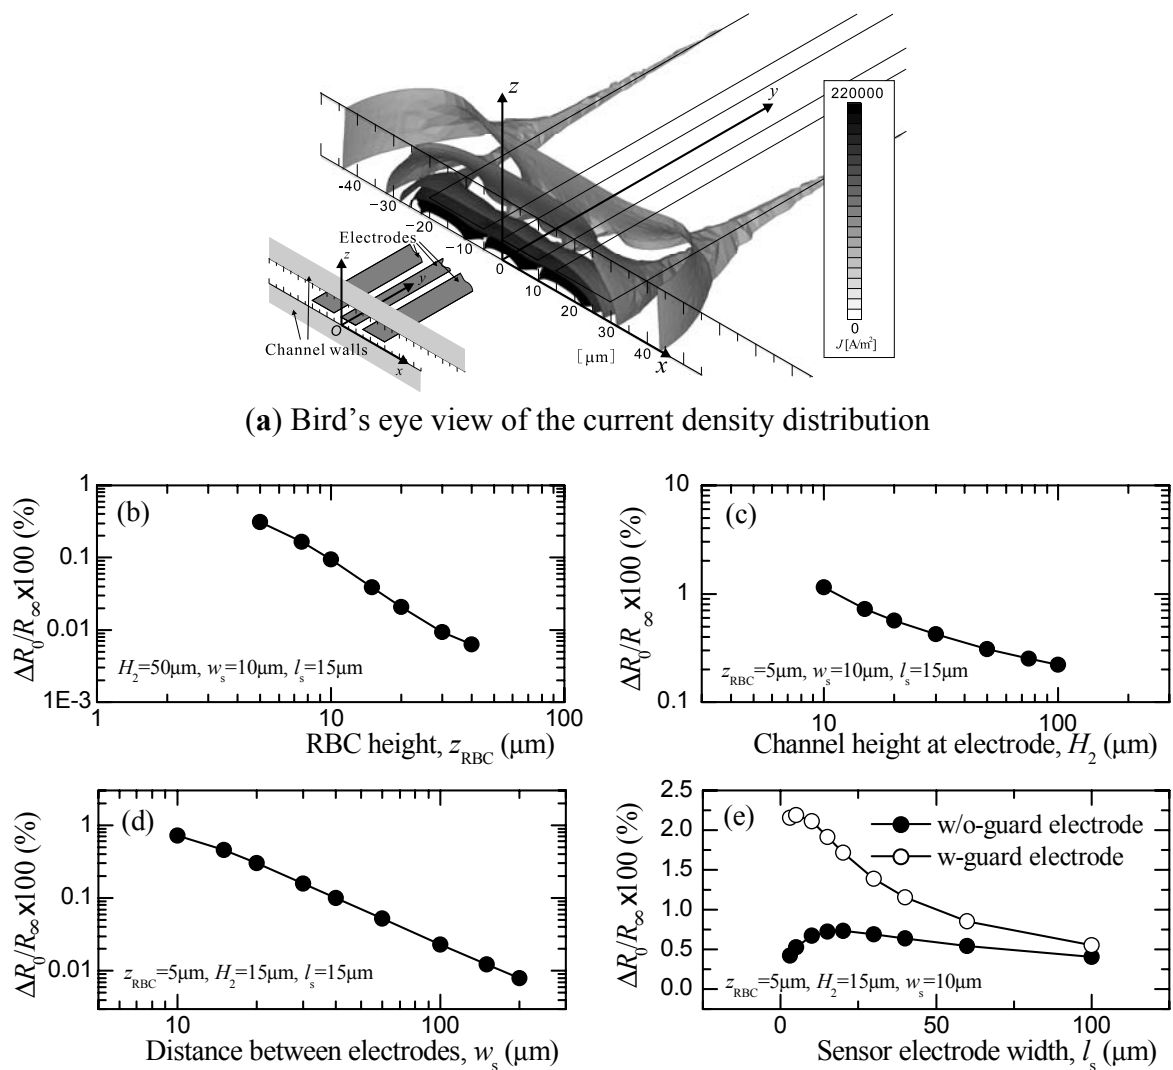 z
y
220000
0
J [A/m²]
-40
−30
−20
−10
0
10
20
30
40
[μm]
x
Electrodes
z
y
O
x
Channel walls
(a) Bird’s eye view of the current density distribution
(b)
ΔR₀/R∞x100 (%)
1
0.1
0.01
1E-3
H₂=50μm, wₛ=10μm, lₛ=15μm
1 10 100
RBC height, z_RBC (μm)
(c)
ΔR₀/R∞ x100 (%)
10
1
0.1
z_RBC=5μm, wₛ=10μm, lₛ=15μm
10 100
Channel height at electrode, H₂ (μm)
(d)
ΔR₀/R∞x100 (%)
1
0.1
0.01
z_RBC=5μm, H₂=15μm, lₛ=15μm
10 100
Distance between electrodes, wₛ (μm)
(e)
ΔR₀/R∞x100 (%)
2.5
2.0
1.5
1.0
0.5
0.0
w/o-guard electrode
w-guard electrode
z_RBC=5μm, H₂=15μm, wₛ=10μm
0 50 100
Sensor electrode width, lₛ (μm)